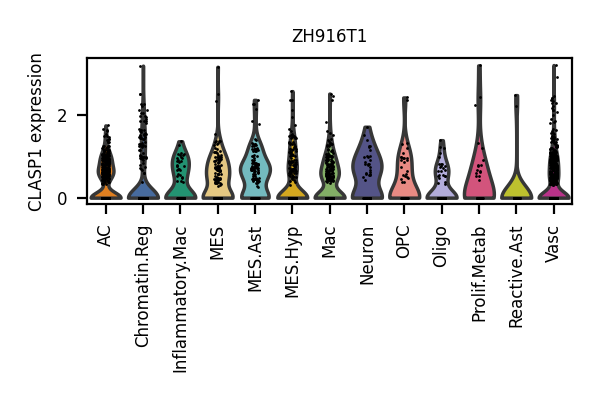 ZH916T1
CLASP1 expression
2
0
AC
Chromatin.Reg
Inflammatory.Mac
MES
MES.Ast
MES.Hyp
Mac
Neuron
OPC
Oligo
Prolif.Metab
Reactive.Ast
Vasc